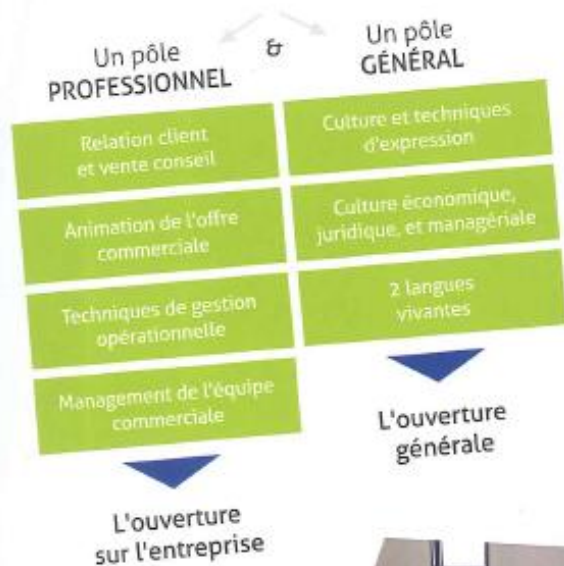 Un pôle
PROFESSIONNEL
&
Un pôle
GÉNÉRAL
Relation client
et vente conseil
Animation de l'offre
commerciale
Techniques de gestion
opérationnelle
Management de l'équipe
commerciale
L'ouverture
sur l'entreprise
Culture et techniques
d'expression
Culture économique,
juridique, et managériale
2 langues
vivantes
L'ouverture
générale